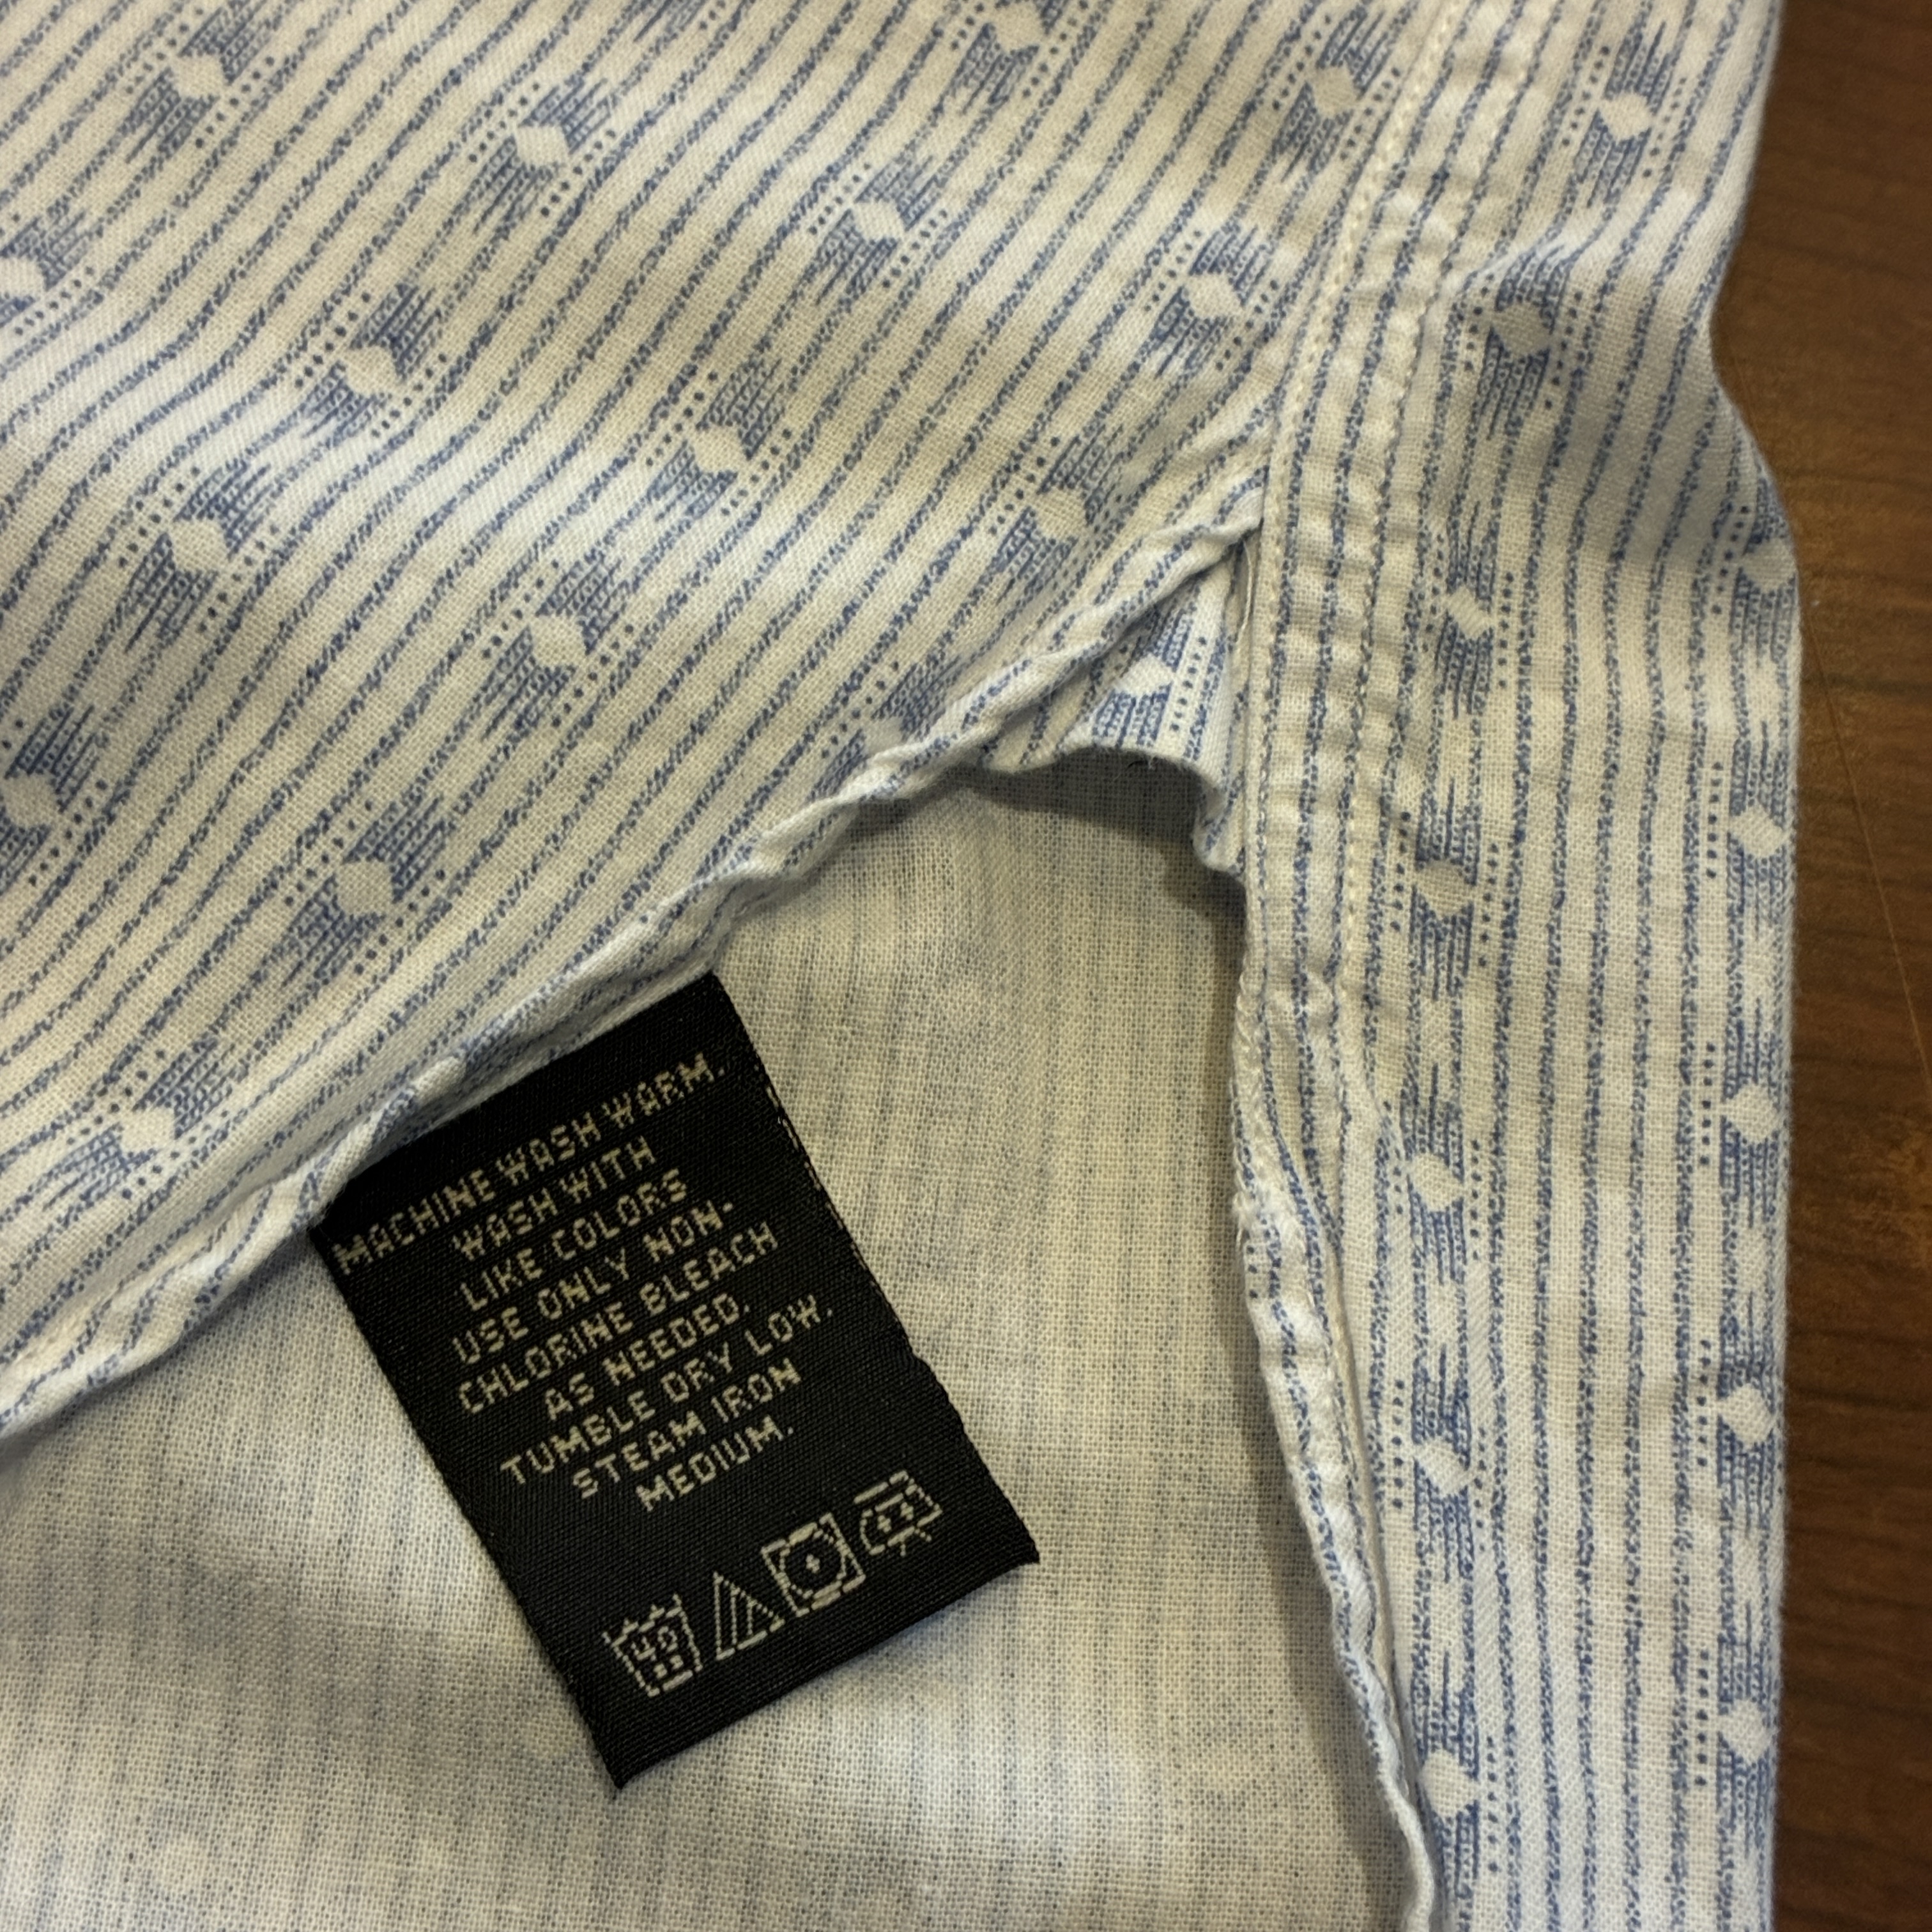 MACHINE WASH WARM.
WASH WITH
LIKE COLORS
USE ONLY NON-
CHLORINE BLEACH
AS NEEDED.
TUMBLE DRY LOW.
STEAM IRON
MEDIUM.
40